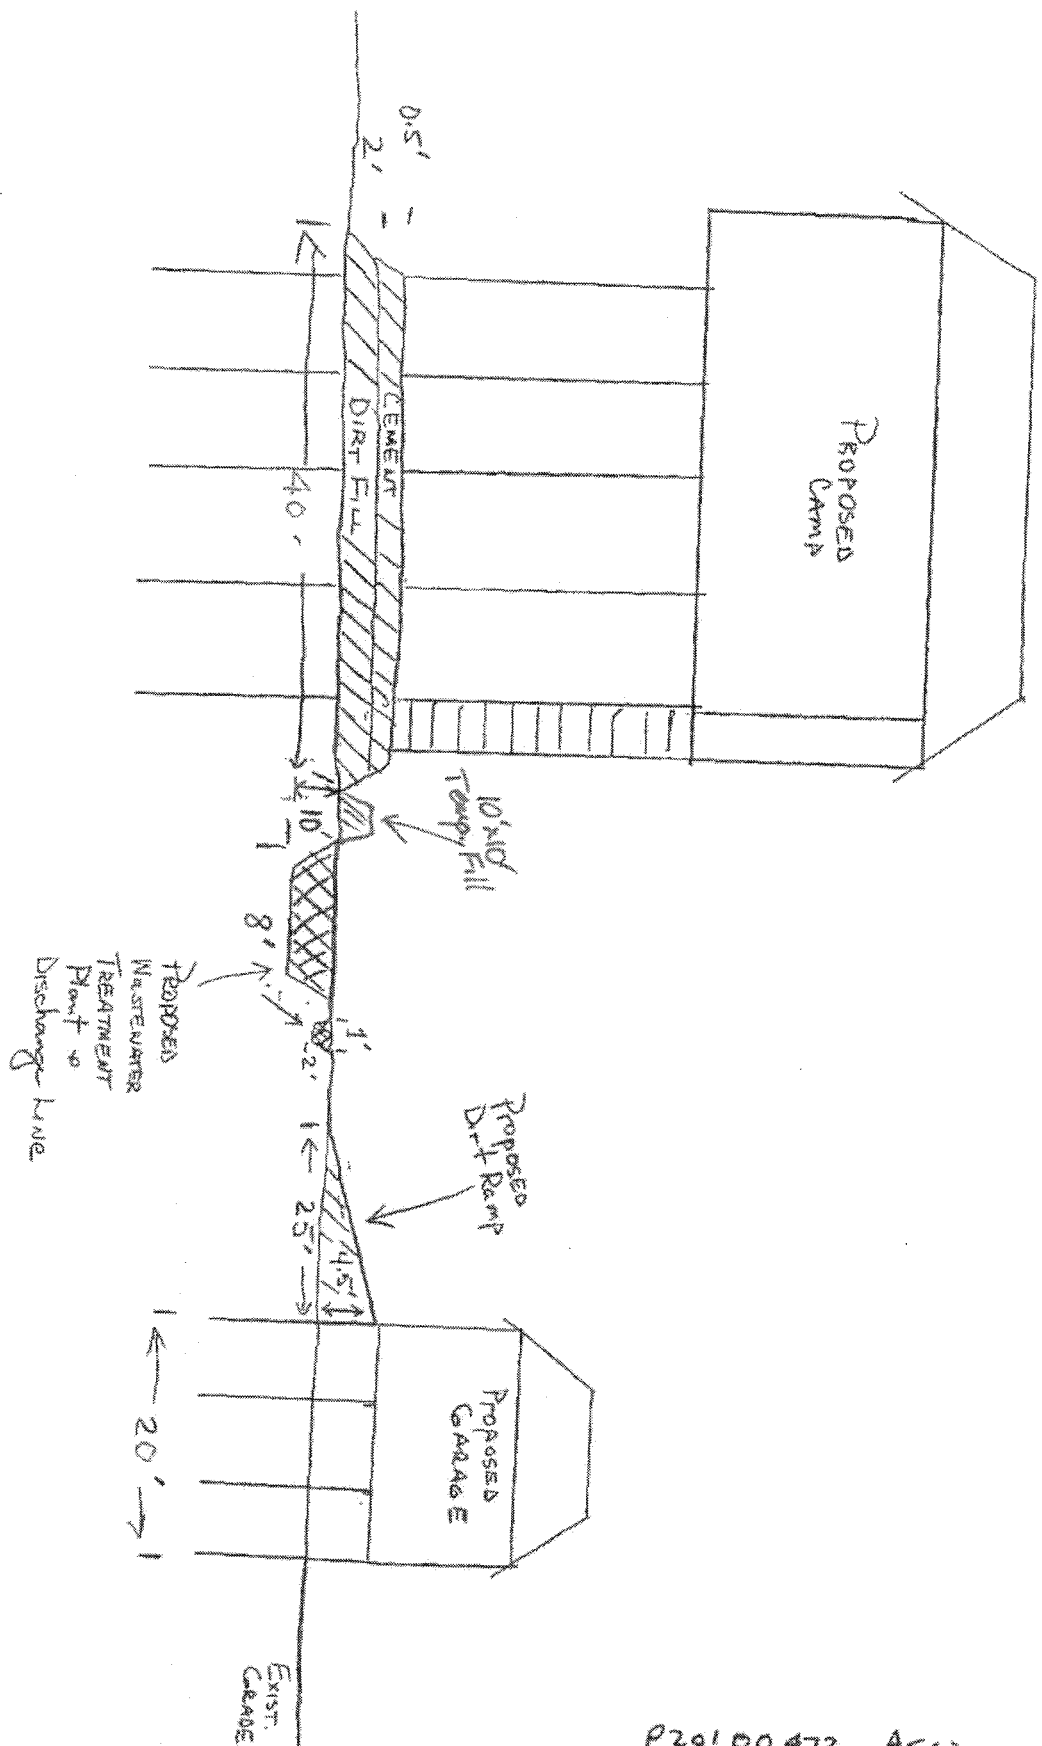 PROPOSED
CAMP
0.5'
2'
CEMENT
DIRT FILL
40'
10'
10'x10'
Temp. Fill
8'
PROPOSED
WASTEWATER
TREATMENT
Plant &
Discharge Line
1'
2'
Proposed
Dirt Ramp
25'
4.5'
PROPOSED
GARAGE
20'
EXIST.
GRADE